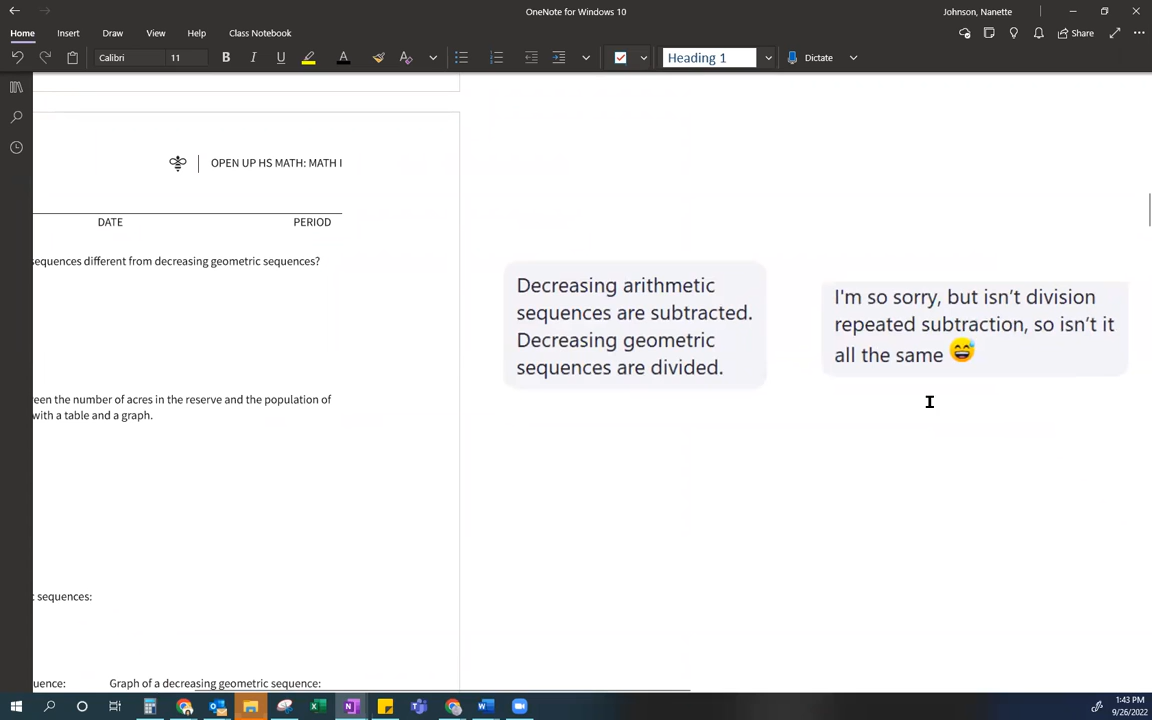 OneNote for Windows 10
Johnson, Nanette
Home Insert Draw View Help Class Notebook
Share
Calibri 11 B I U A A Heading 1 Dictate
OPEN UP HS MATH: MATH I
DATE PERIOD
sequences different from decreasing geometric sequences?
Decreasing arithmetic
sequences are subtracted.
Decreasing geometric
sequences are divided.
I'm so sorry, but isn't division
repeated subtraction, so isn't it
all the same 😅
een the number of acres in the reserve and the population of
with a table and a graph.
sequences:
uence: Graph of a decreasing geometric sequence:
1:43 PM
9/26/2022